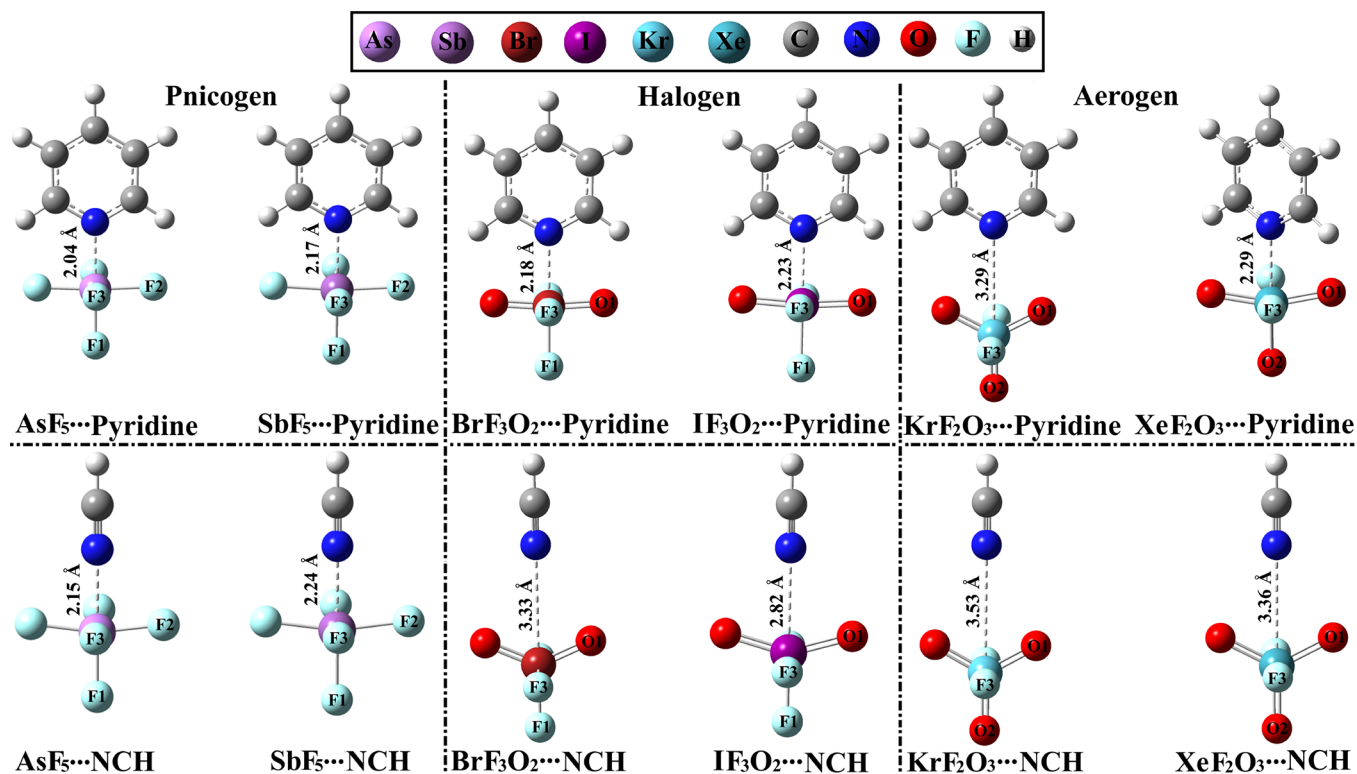 As Sb Br I Kr Xe C N O F H
Pnicogen Halogen Aerogen
2.04 Å 2.17 Å 2.18 Å 2.23 Å 3.29 Å 2.29 Å
F3 F2 F3 F2 F3 O1 F3 O1 O1 F3 O1
F1 F1 F1 F1 F3 O2 O2
AsF₅···Pyridine SbF₅···Pyridine BrF₃O₂···Pyridine IF₃O₂···Pyridine KrF₂O₃···Pyridine XeF₂O₃···Pyridine
2.15 Å 2.24 Å 3.33 Å 2.82 Å 3.53 Å 3.36 Å
F3 F2 F3 F2 O1 O1 O1 O1
F1 F1 F3 F1 F3 F1 F3 O2 F3 O2
AsF₅···NCH SbF₅···NCH BrF₃O₂···NCH IF₃O₂···NCH KrF₂O₃···NCH XeF₂O₃···NCH